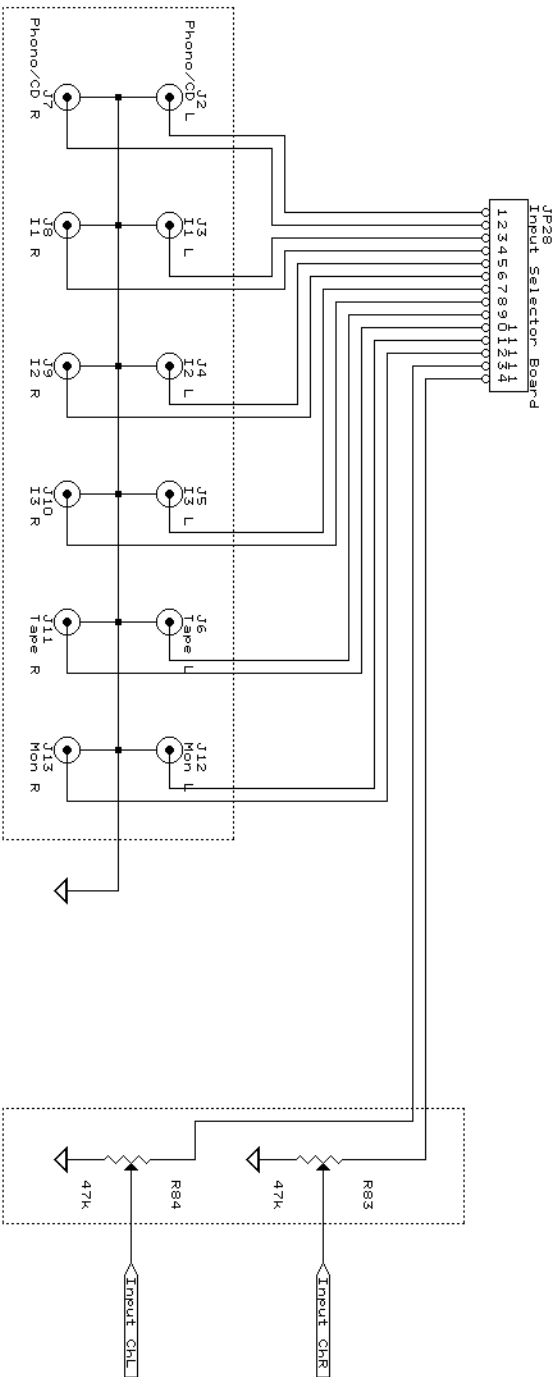 JP28
Input Selector Board
1
2
3
4
5
6
7
8
9
10
11
12
13
14
J2
Phono/CD L
J7
Phono/CD R
J3
I1 L
J8
I1 R
J4
I2 L
J9
I2 R
J5
I3 L
J10
I3 R
J6
Tape L
J11
Tape R
J12
Mon L
J13
Mon R
R83
47k
R84
47k
Input ChR
Input ChL